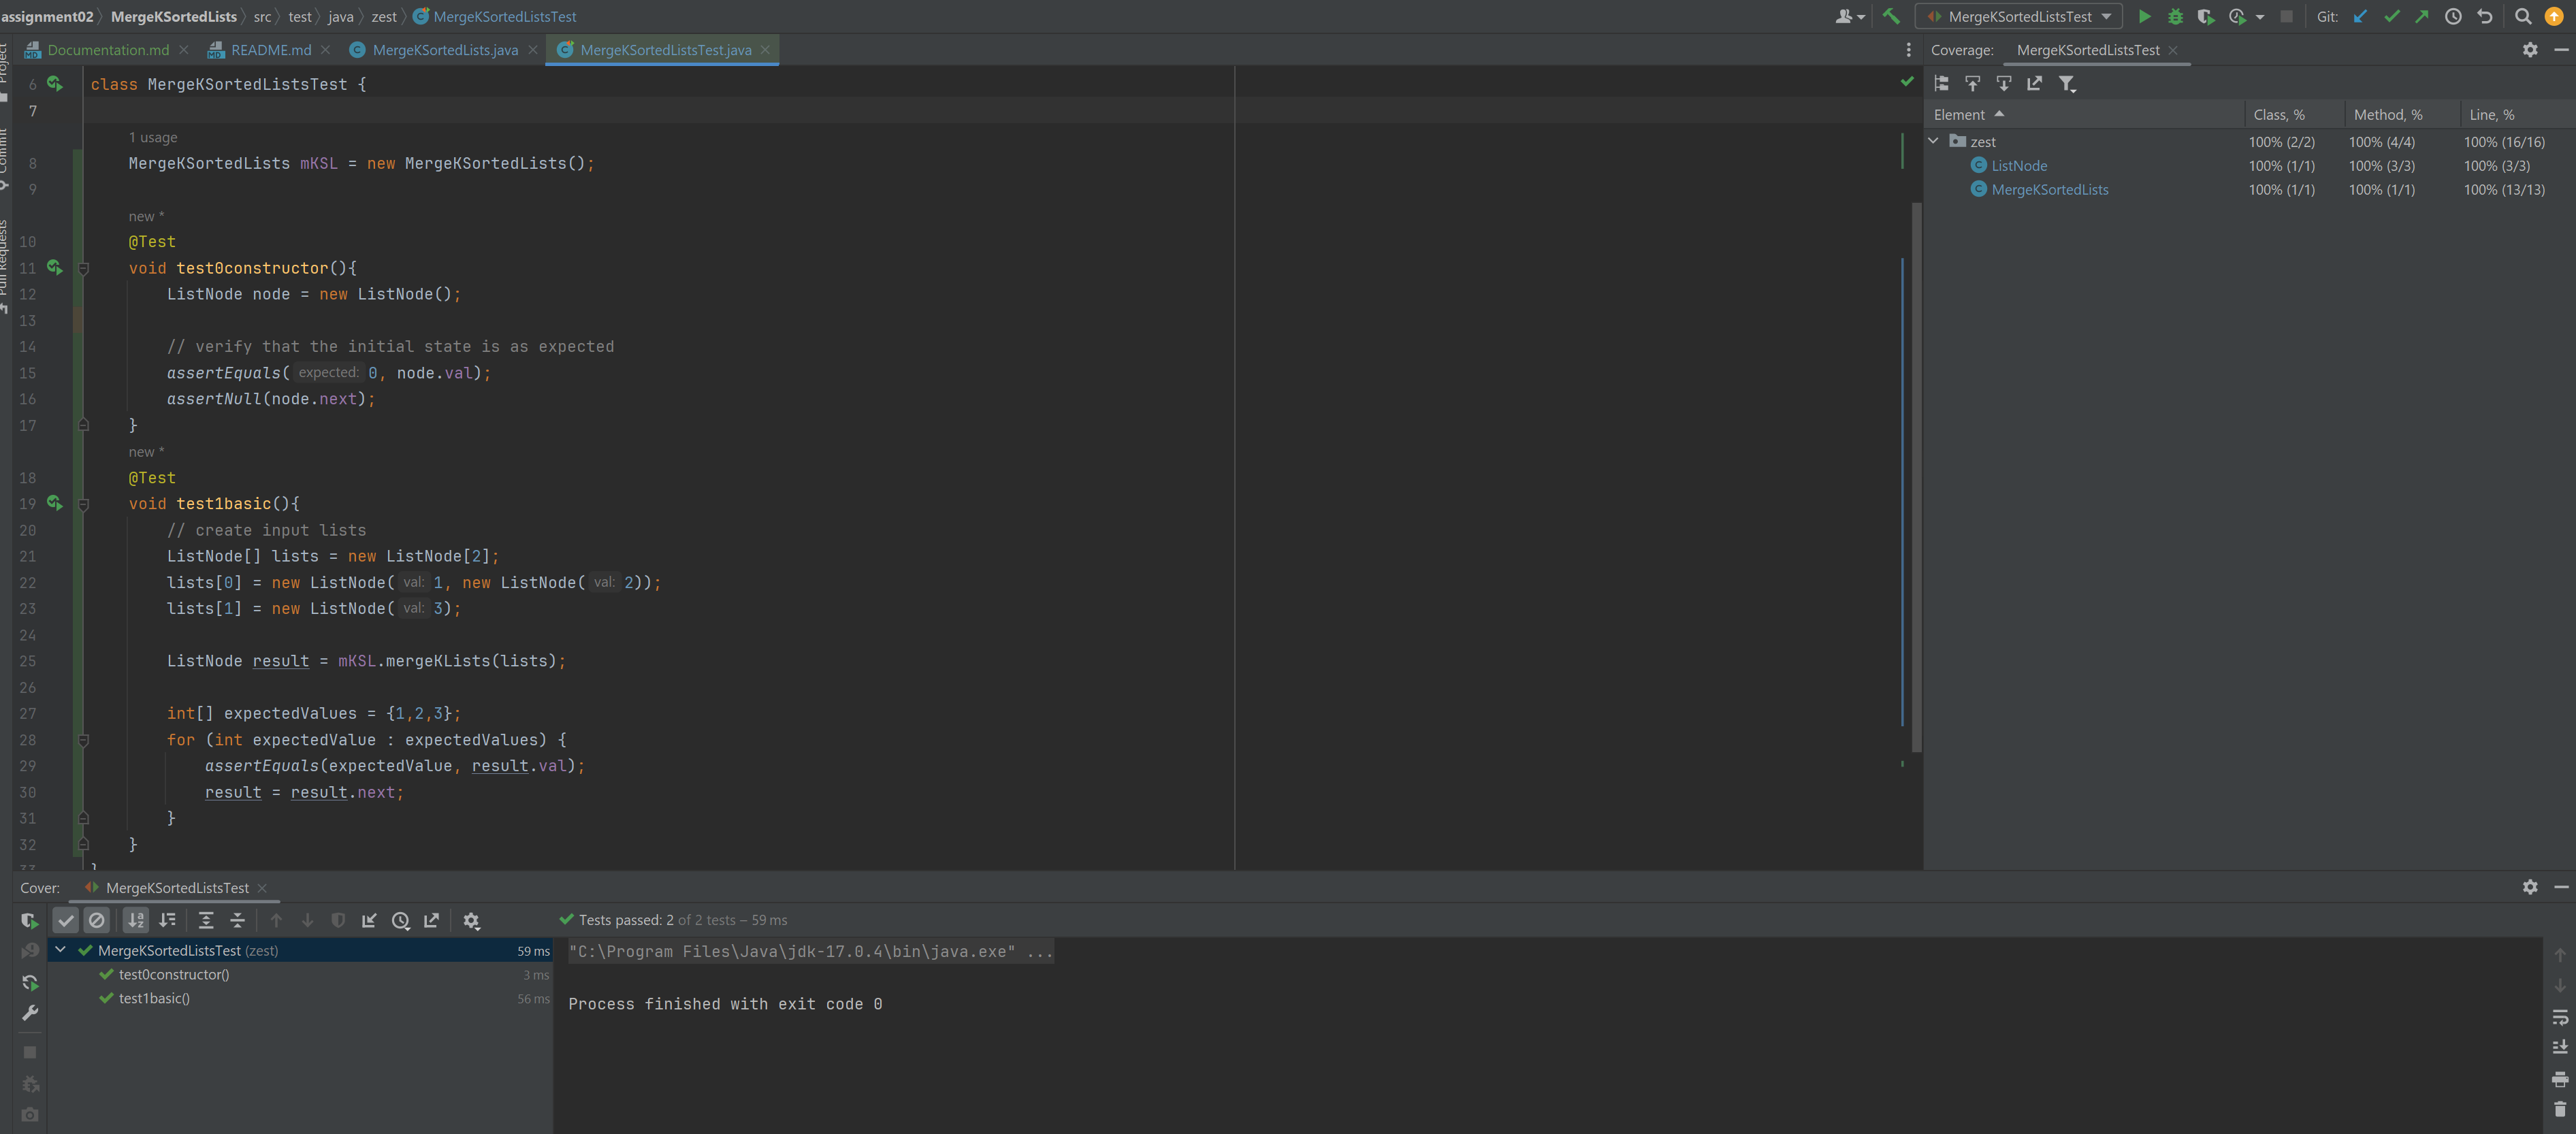 assignment02 MergeKSortedLists src test java zest MergeKSortedListsTest
MergeKSortedListsTest Git:
Documentation.md README.md MergeKSortedLists.java MergeKSortedListsTest.java
Coverage: MergeKSortedListsTest
Project
Commit
Pull Requests
6 class MergeKSortedListsTest {
7
1 usage
8 MergeKSortedLists mKSL = new MergeKSortedLists();
9
new *
10 @Test
11 void test0constructor(){
12 ListNode node = new ListNode();
13
14 // verify that the initial state is as expected
15 assertEquals( expected: 0, node.val);
16 assertNull(node.next);
17 }
new *
18 @Test
19 void test1basic(){
20 // create input lists
21 ListNode[] lists = new ListNode[2];
22 lists[0] = new ListNode( val: 1, new ListNode( val: 2));
23 lists[1] = new ListNode( val: 3);
24
25 ListNode result = mKSL.mergeKLists(lists);
26
27 int[] expectedValues = {1,2,3};
28 for (int expectedValue : expectedValues) {
29 assertEquals(expectedValue, result.val);
30 result = result.next;
31 }
32 }
33 }
Element Class, % Method, % Line, %
zest 100% (2/2) 100% (4/4) 100% (16/16)
ListNode 100% (1/1) 100% (3/3) 100% (3/3)
MergeKSortedLists 100% (1/1) 100% (1/1) 100% (13/13)
Cover: MergeKSortedListsTest
Tests passed: 2 of 2 tests – 59 ms
MergeKSortedListsTest (zest) 59 ms
test0constructor() 3 ms
test1basic() 56 ms
"C:\Program Files\Java\jdk-17.0.4\bin\java.exe" ...
Process finished with exit code 0